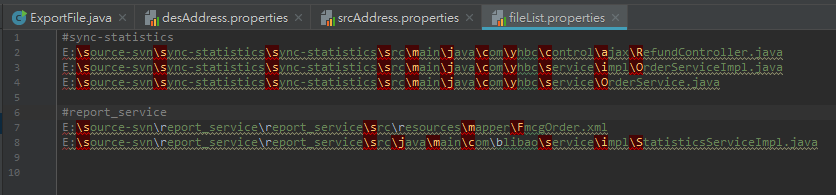 ExportFile.java desAddress.properties srcAddress.properties fileList.properties
1 #sync-statistics
2 E:\source-svn\sync-statistics\sync-statistics\src\main\java\com\yhbc\control\ajax\RefundController.java
3 E:\source-svn\sync-statistics\sync-statistics\src\main\java\com\yhbc\service\impl\OrderServiceImpl.java
4 E:\source-svn\sync-statistics\sync-statistics\src\main\java\com\yhbc\service\OrderService.java
5
6 #report_service
7 E:\source-svn\report_service\report_service\src\resources\mapper\FmcgOrder.xml
8 E:\source-svn\report_service\report_service\src\java\main\com\blibao\service\impl\StatisticsServiceImpl.java
9
10